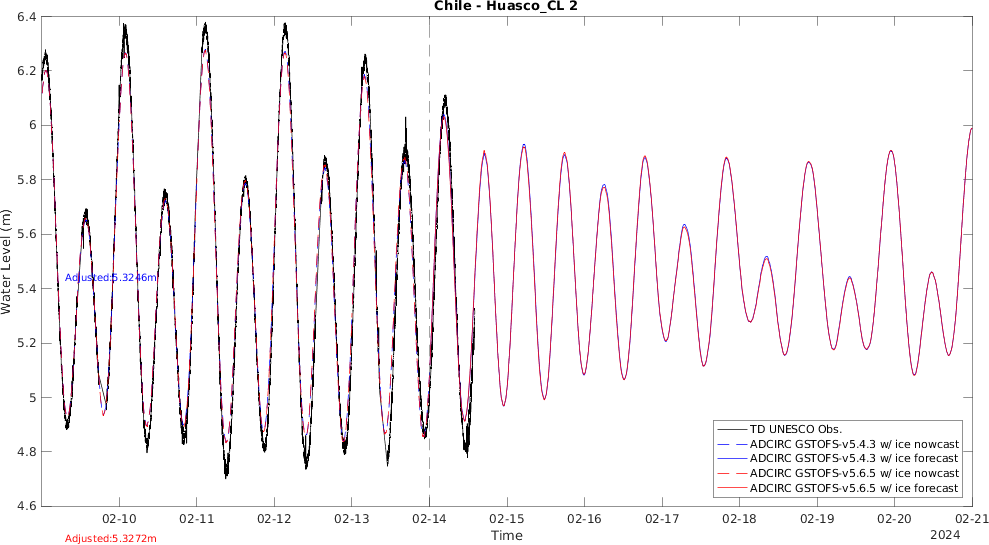 Chile - Huasco_CL 2
6.4
6.2
6
5.8
5.6
5.4
5.2
5
4.8
4.6
Water Level (m)
Adjusted:5.3246m
TD UNESCO Obs.
ADCIRC GSTOFS-v5.4.3 w/ ice nowcast
ADCIRC GSTOFS-v5.4.3 w/ ice forecast
ADCIRC GSTOFS-v5.6.5 w/ ice nowcast
ADCIRC GSTOFS-v5.6.5 w/ ice forecast
02-10 02-11 02-12 02-13 02-14 02-15 02-16 02-17 02-18 02-19 02-20 02-21
Time
2024
Adjusted:5.3272m